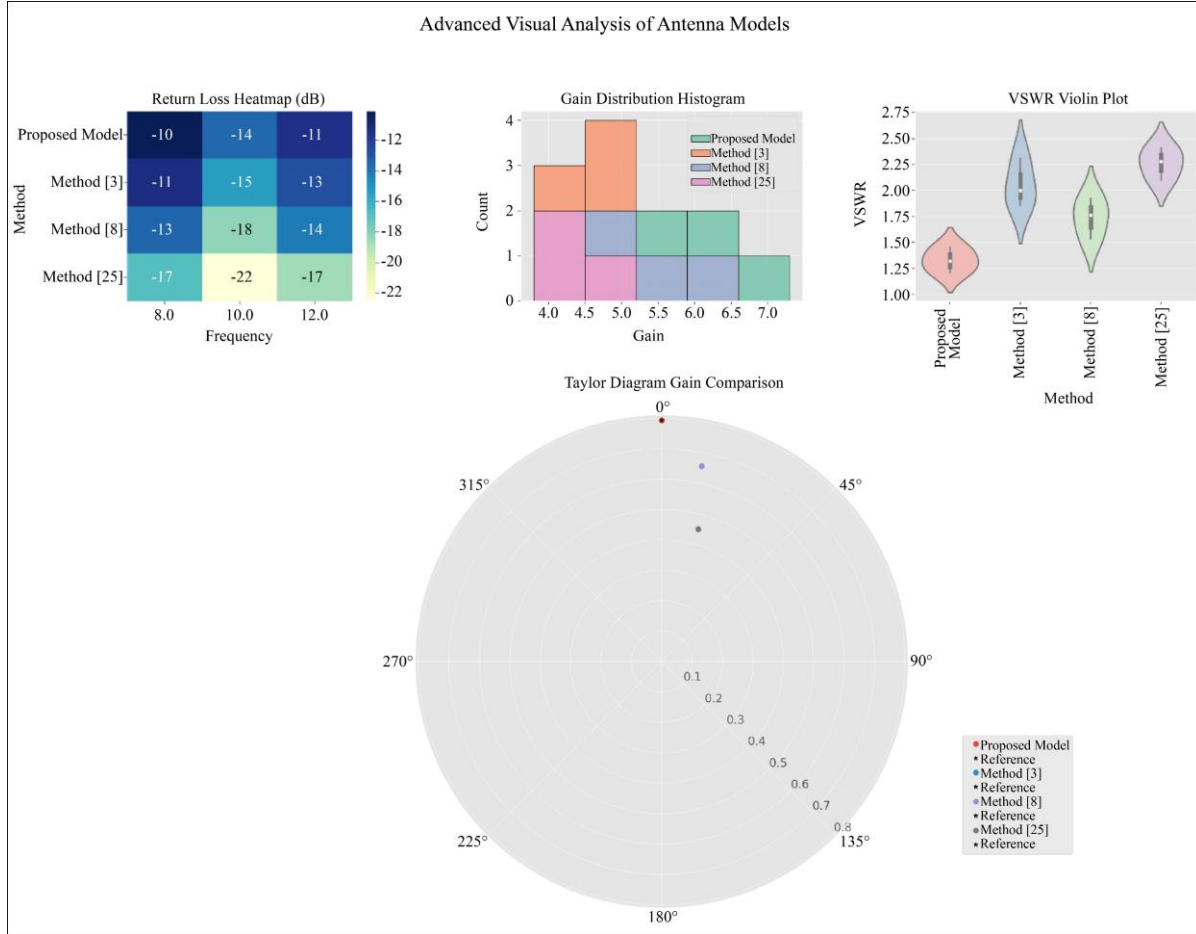 Advanced Visual Analysis of Antenna Models
Return Loss Heatmap (dB)
Method
Proposed Model
-10
-14
-11
Method [3]
-11
-15
-13
Method [8]
-13
-18
-14
Method [25]
-17
-22
-17
8.0
10.0
12.0
Frequency
-12
-14
-16
-18
-20
-22
Gain Distribution Histogram
Count
4
3
2
1
0
Proposed Model
Method [3]
Method [8]
Method [25]
4.0
4.5
5.0
5.5
6.0
6.5
7.0
Gain
VSWR Violin Plot
VSWR
2.75
2.50
2.25
2.00
1.75
1.50
1.25
1.00
Proposed
Model
Method [3]
Method [8]
Method [25]
Method
Taylor Diagram Gain Comparison
0°
45°
90°
135°
180°
225°
270°
315°
0.1
0.2
0.3
0.4
0.5
0.6
0.7
0.8
Proposed Model
Reference
Method [3]
Reference
Method [8]
Reference
Method [25]
Reference